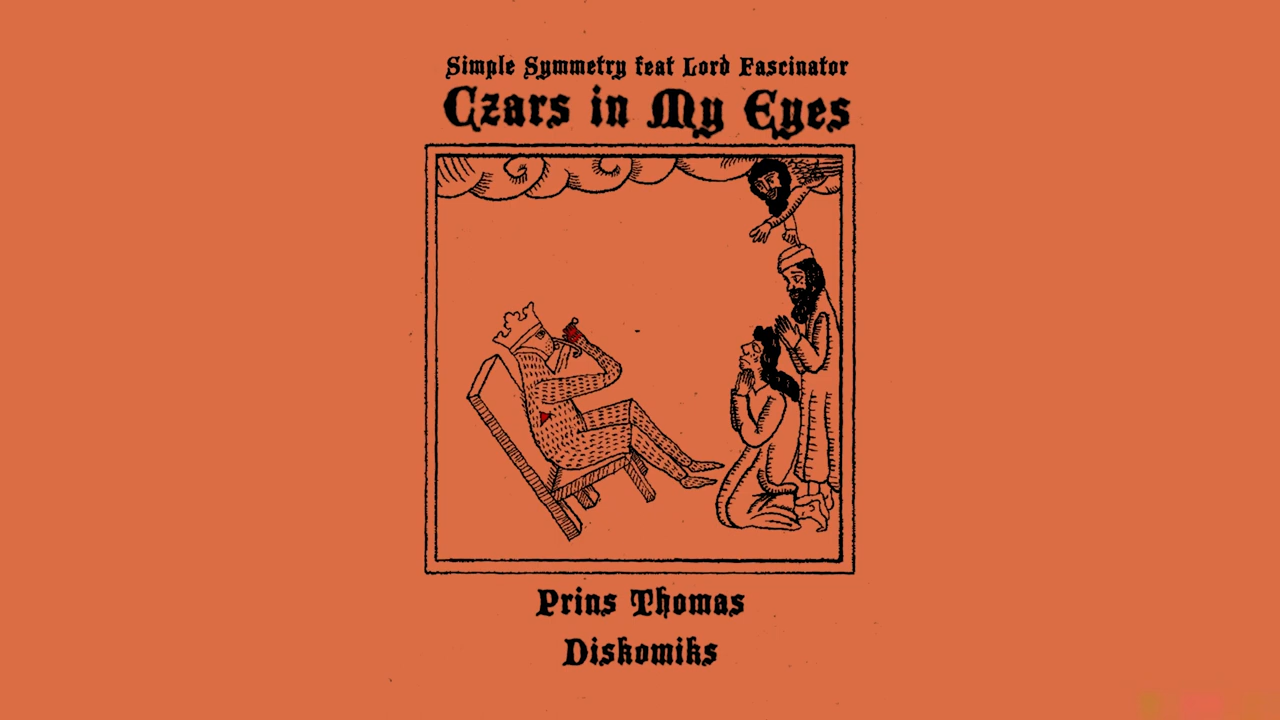 Simple Symmetry feat Lord Fascinator
Czars in My Eyes
Prins Thomas
Diskomiks